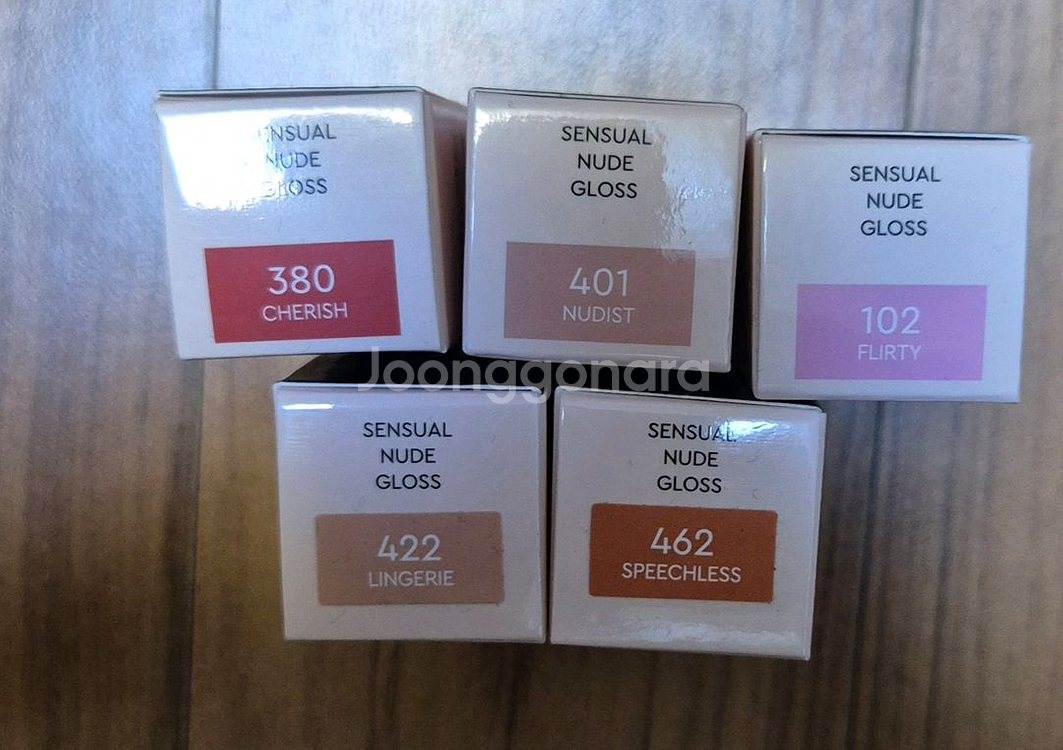 SENSUAL
NUDE
GLOSS
380
CHERISH
SENSUAL
NUDE
GLOSS
401
NUDIST
SENSUAL
NUDE
GLOSS
102
FLIRTY
Joonggonara
SENSUAL
NUDE
GLOSS
422
LINGERIE
SENSUAL
NUDE
GLOSS
462
SPEECHLESS